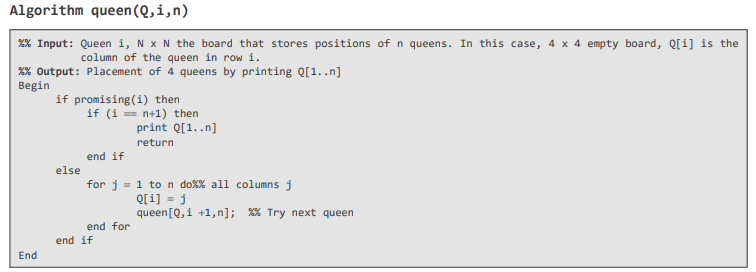 Algorithm queen(Q,i,n)
%% Input: Queen i, N x N the board that stores positions of n queens. In this case, 4 x 4 empty board, Q[i] is the
column of the queen in row i.
%% Output: Placement of 4 queens by printing Q[1..n]
Begin
if promising(i) then
if (i == n+1) then
print Q[1..n]
return
end if
else
for j = 1 to n do%% all columns j
Q[i] = j
queen[Q,i +1,n]; %% Try next queen
end for
end if
End